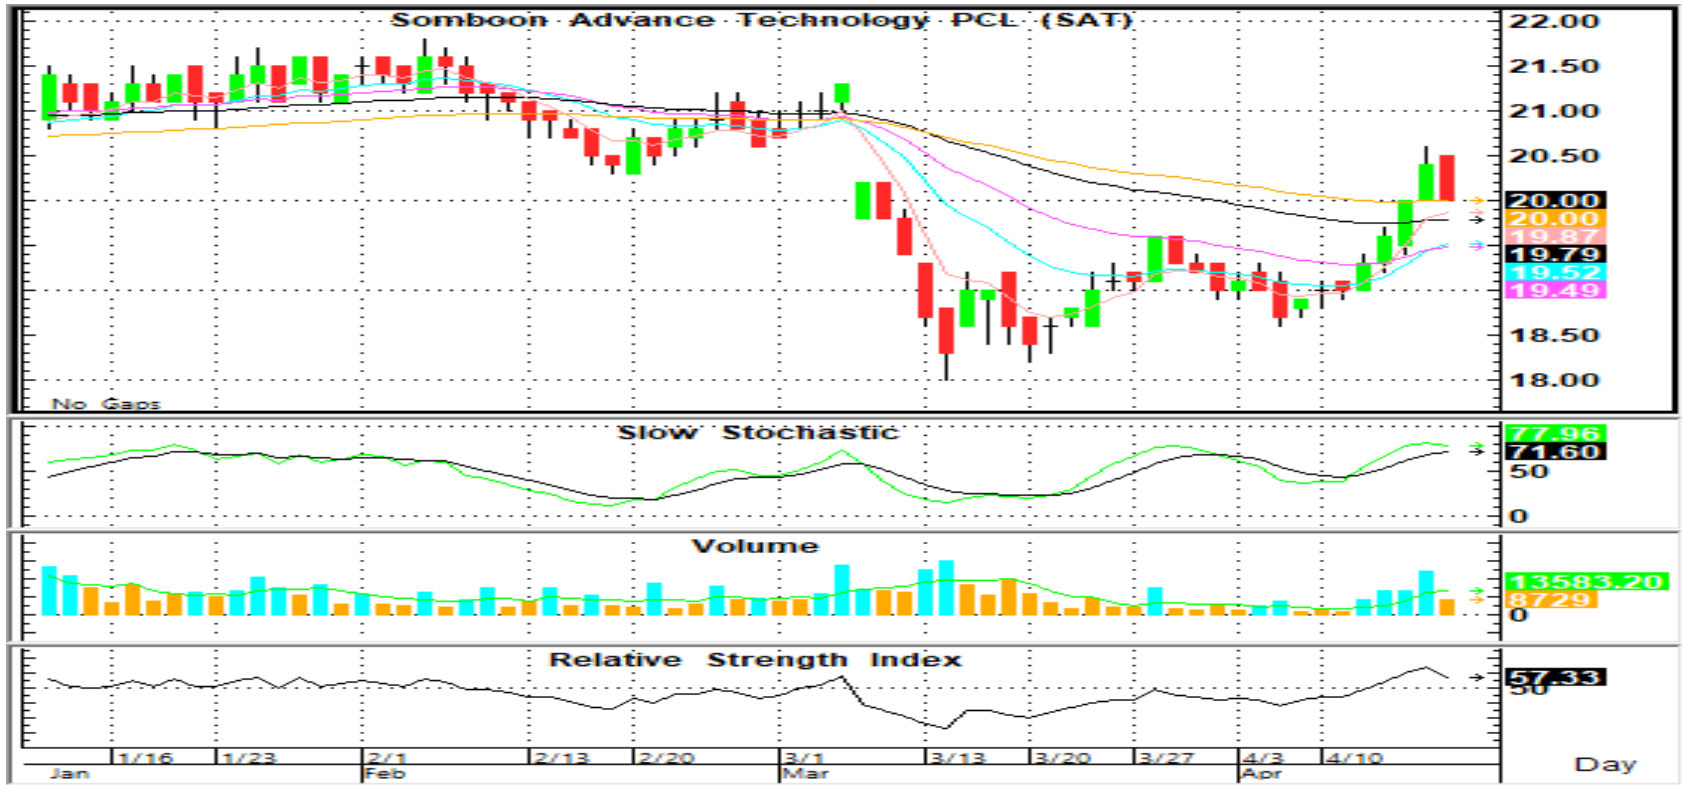 Somboon Advance Technology PCL (SAT)
22.00
21.50
21.00
20.50
20.00
20.00
19.87
19.79
19.52
19.49
18.50
18.00
No Gaps
Slow Stochastic
77.96
71.60
50
0
Volume
13583.20
8729
0
Relative Strength Index
57.33
50
1/16 1/23 2/1 2/13 2/20 3/1 3/13 3/20 3/27 4/3 4/10
Jan Feb Mar Apr
Day